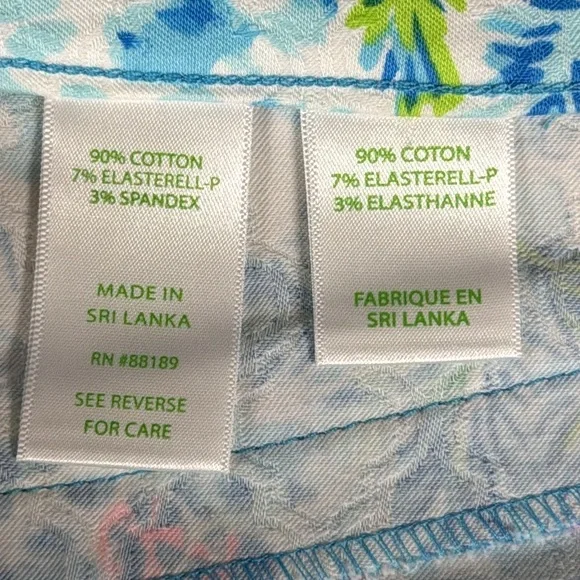 90% COTTON
7% ELASTERELL-P
3% SPANDEX
MADE IN
SRI LANKA
RN #88189
SEE REVERSE
FOR CARE
90% COTON
7% ELASTERELL-P
3% ELASTHANNE
FABRIQUE EN
SRI LANKA